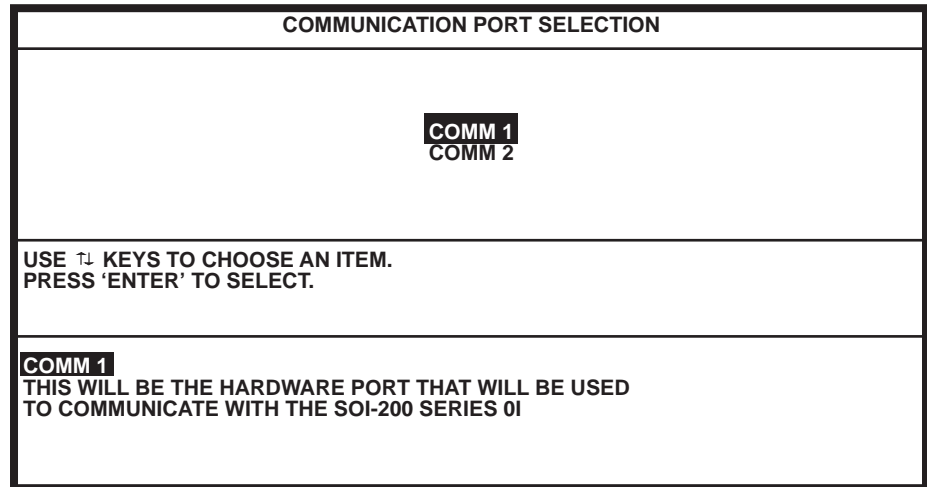 COMMUNICATION PORT SELECTION
COMM 1
COMM 2
USE ↑↓ KEYS TO CHOOSE AN ITEM.
PRESS ‘ENTER’ TO SELECT.
COMM 1
THIS WILL BE THE HARDWARE PORT THAT WILL BE USED
TO COMMUNICATE WITH THE SOI-200 SERIES 0I